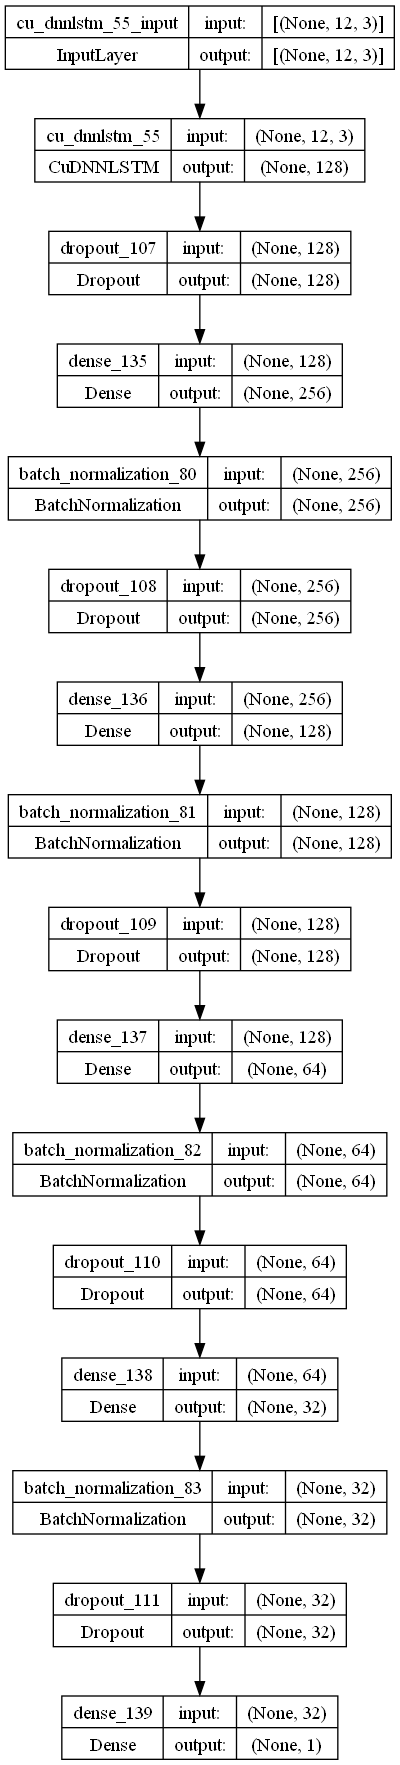 cu_dnnlstm_55_input input: [(None, 12, 3)]
InputLayer output: [(None, 12, 3)]
cu_dnnlstm_55 input: (None, 12, 3)
CuDNNLSTM output: (None, 128)
dropout_107 input: (None, 128)
Dropout output: (None, 128)
dense_135 input: (None, 128)
Dense output: (None, 256)
batch_normalization_80 input: (None, 256)
BatchNormalization output: (None, 256)
dropout_108 input: (None, 256)
Dropout output: (None, 256)
dense_136 input: (None, 256)
Dense output: (None, 128)
batch_normalization_81 input: (None, 128)
BatchNormalization output: (None, 128)
dropout_109 input: (None, 128)
Dropout output: (None, 128)
dense_137 input: (None, 128)
Dense output: (None, 64)
batch_normalization_82 input: (None, 64)
BatchNormalization output: (None, 64)
dropout_110 input: (None, 64)
Dropout output: (None, 64)
dense_138 input: (None, 64)
Dense output: (None, 32)
batch_normalization_83 input: (None, 32)
BatchNormalization output: (None, 32)
dropout_111 input: (None, 32)
Dropout output: (None, 32)
dense_139 input: (None, 32)
Dense output: (None, 1)